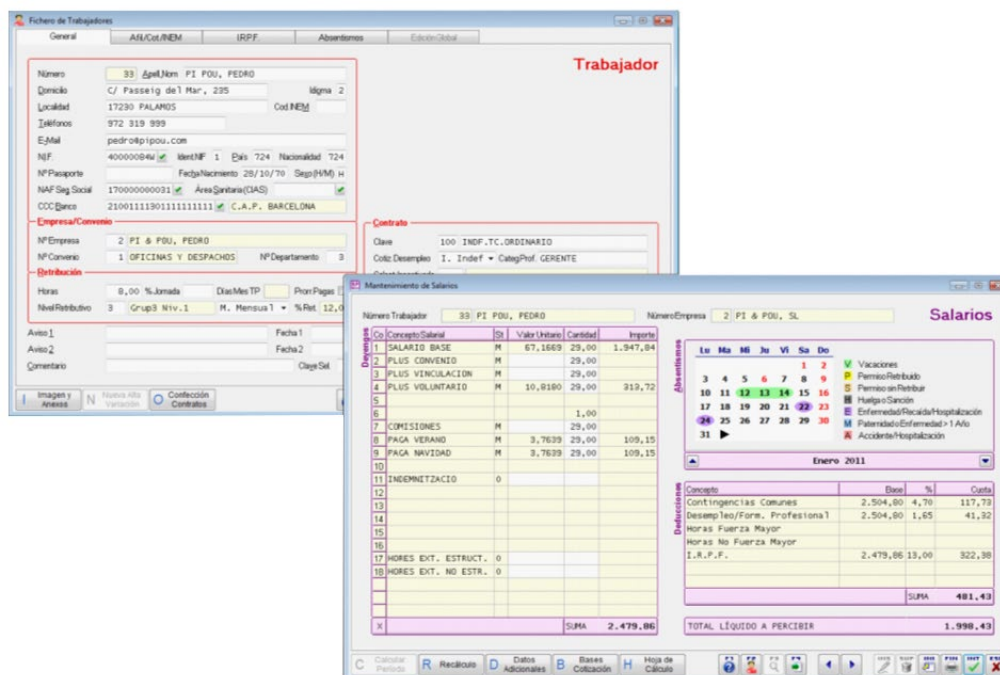 Fichero de Trabajadores
General Afil/Cot/INEM I.R.P.F. Absentismos Edición Global
Trabajador
Número 33 Apell,Nom PI POU, PEDRO
Domicilio C/ Passeig del Mar, 235 Idioma 2
Localidad 17230 PALAMOS Cod.INEM
Teléfonos 972 319 999
E-Mail pedro@pipou.com
N.I.F. 40000084W Ident.NIF 1 País 724 Nacionalidad 724
Nº Pasaporte Fecha Nacimiento 28/10/70 Sexo (H/M) H
NAF Seg.Social 170000000031 Área Sanitaria (CIAS)
CCC Banco 21001111301111111111 C.A.P. BARCELONA
Empresa/Convenio
Nº Empresa 2 PI & POU, PEDRO
Nº Convenio 1 OFICINAS Y DESPACHOS Nº Departamento 3
Retribución
Horas 8,00 % Jornada Días Mes TP Prorr.Pagas
Nivel Retributivo 3 Grup3 Niv.1 M. Mensual % Ret. 12,0
Contrato
Clave 100 INDF.TC.ORDINARIO
Cotiz.Desempleo I. Indef Categ.Prof. GERENTE
Aviso 1 Fecha 1
Aviso 2 Fecha 2
Comentario Clave Sel.
I Imagen y Anexos N Nueva Alta Variación O Confección Contratos
Mantenimiento de Salarios
Número Trabajador 33 PI POU, PEDRO Número Empresa 2 PI & POU, SL Salarios
Devengos
Co Concepto Salarial St Valor Unitario Cantidad Importe
1 SALARIO BASE M 67,1669 29,00 1.947,84
2 PLUS CONVENIO M 29,00
3 PLUS VINCULACION M 29,00
4 PLUS VOLUNTARIO M 10,8180 29,00 313,72
5
6 1,00
7 COMISIONES M 29,00
8 PAGA VERANO M 3,7639 29,00 109,15
9 PAGA NAVIDAD M 3,7639 29,00 109,15
10
11 INDEMNITZACIO 0
12
13
14
15
16
17 HORES EXT. ESTRUCT. 0
18 HORES EXT. NO ESTR. 0
X SUMA 2.479,86
Absentismos
Lu Ma Mi Ju Vi Sa Do
1 2
3 4 5 6 7 8 9
10 11 12 13 14 15 16
17 18 19 20 21 22 23
24 25 26 27 28 29 30
31
V Vacaciones
P Permiso Retribuido
S Permiso sin Retribuir
H Huelga o Sanción
E Enfermedad/Recaída/Hospitalización
M Paternidad o Enfermedad > 1 Año
A Accidente/Hospitalización
Enero 2011
Deducciones
Concepto Base % Cuota
Contingencias Comunes 2.504,80 4,70 117,73
Desempleo/Form. Profesional 2.504,80 1,65 41,32
Horas Fuerza Mayor
Horas No Fuerza Mayor
I.R.P.F. 2.479,86 13,00 322,38
SUMA 481,43
TOTAL LÍQUIDO A PERCIBIR 1.998,43
C Calcular Período R Recálculo D Datos Adicionales B Bases Cotización H Hoja de Cálculo